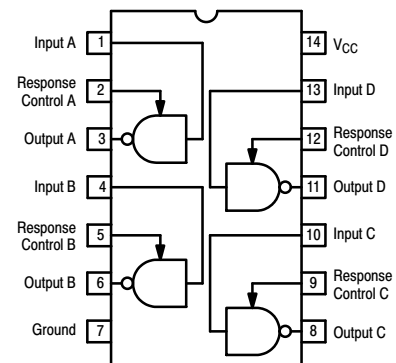 Input A 1
Response
Control A 2
Output A 3
Input B 4
Response
Control B 5
Output B 6
Ground 7
14 VCC
13 Input D
12 Response
Control D
11 Output D
10 Input C
9 Response
Control C
8 Output C